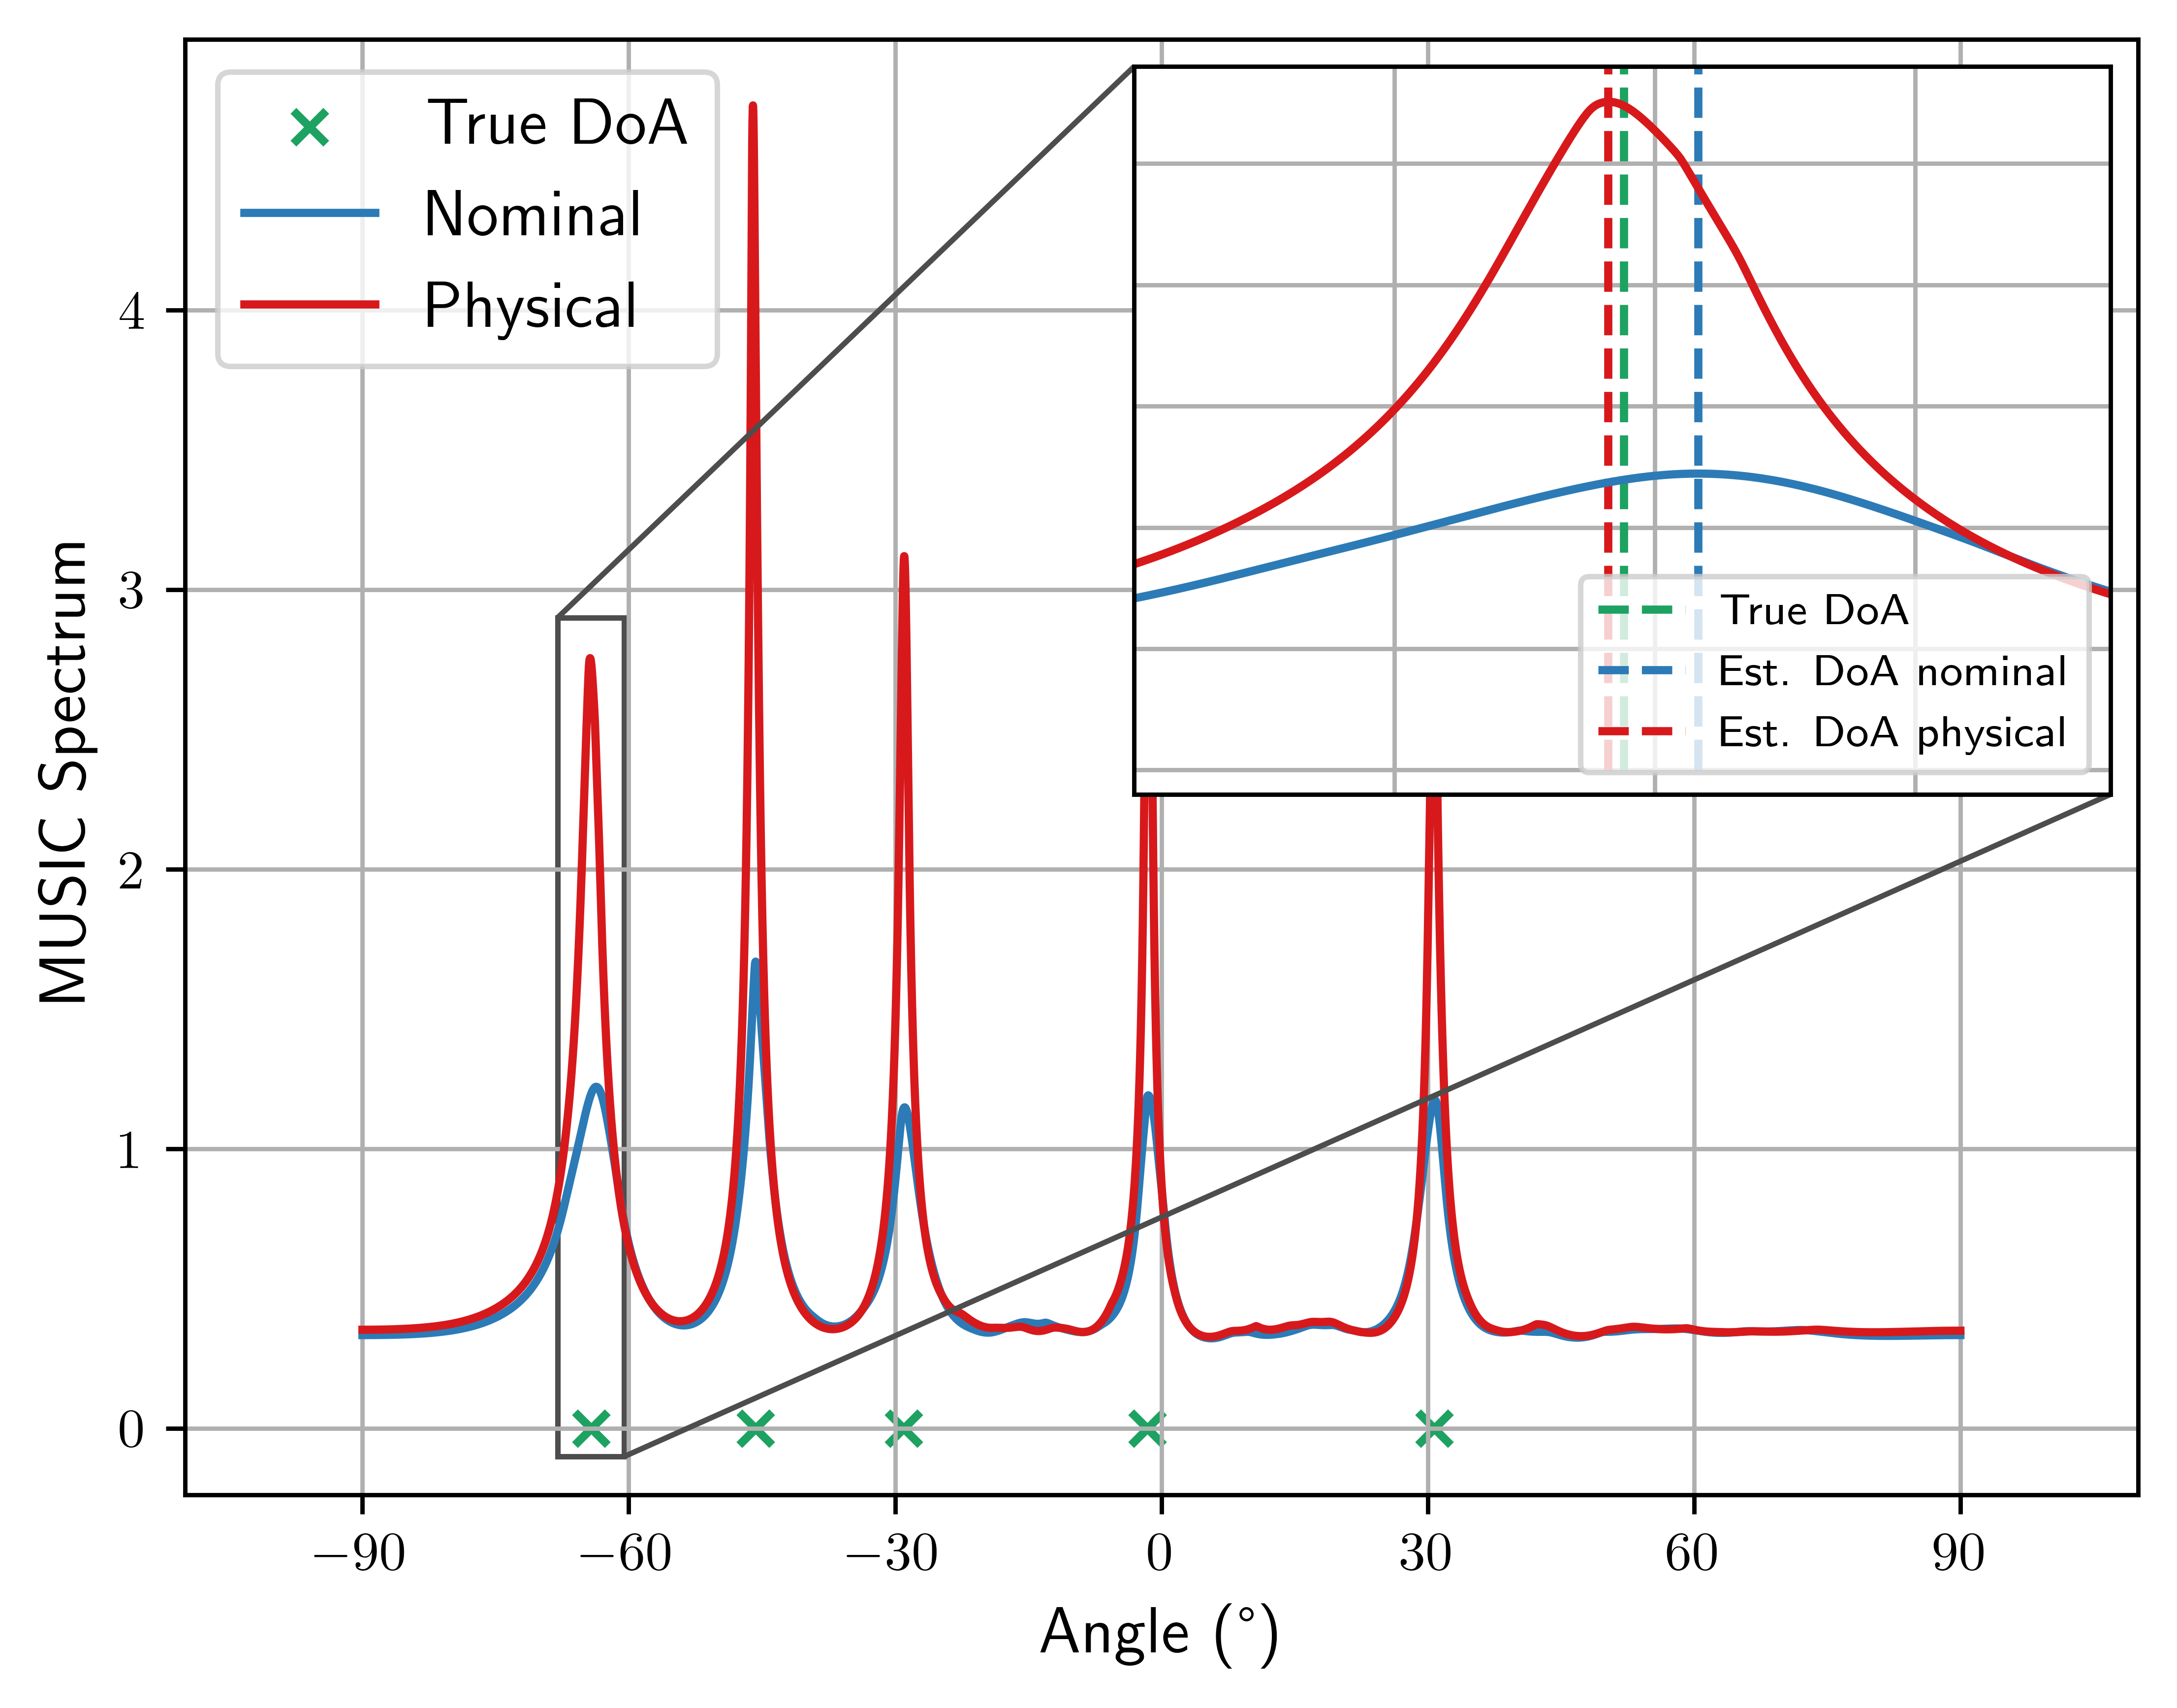 True DoA
Nominal
Physical
True DoA
Est. DoA nominal
Est. DoA physical
MUSIC Spectrum
4
3
2
1
0
−90 −60 −30 0 30 60 90
Angle (°)